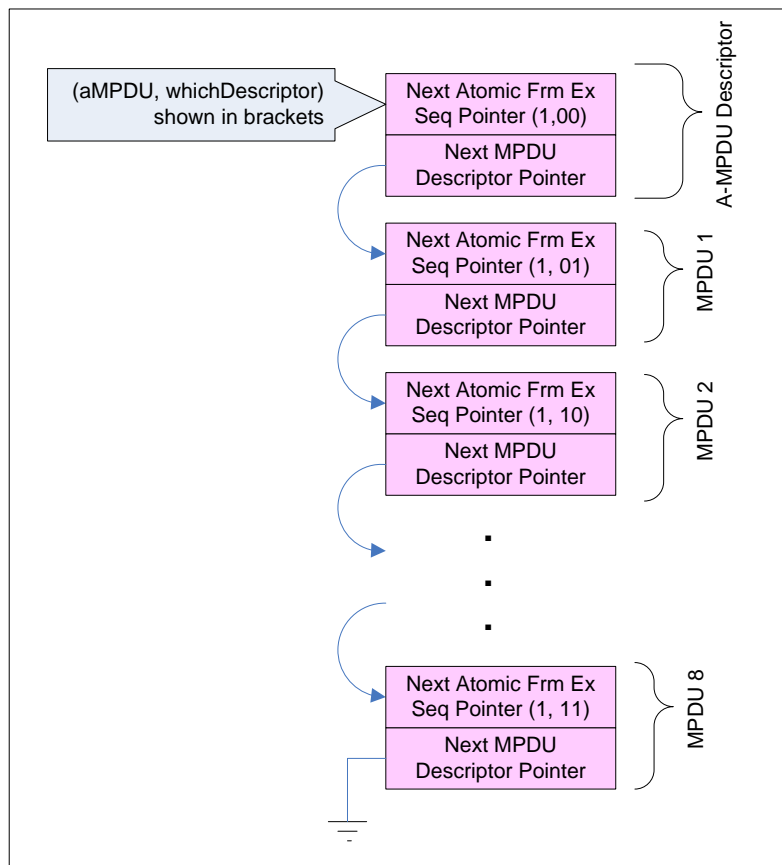 (aMPDU, whichDescriptor)
shown in brackets
Next Atomic Frm Ex
Seq Pointer (1,00)
Next MPDU
Descriptor Pointer
A-MPDU Descriptor
Next Atomic Frm Ex
Seq Pointer (1, 01)
Next MPDU
Descriptor Pointer
MPDU 1
Next Atomic Frm Ex
Seq Pointer (1, 10)
Next MPDU
Descriptor Pointer
MPDU 2
.
.
.
Next Atomic Frm Ex
Seq Pointer (1, 11)
Next MPDU
Descriptor Pointer
MPDU 8